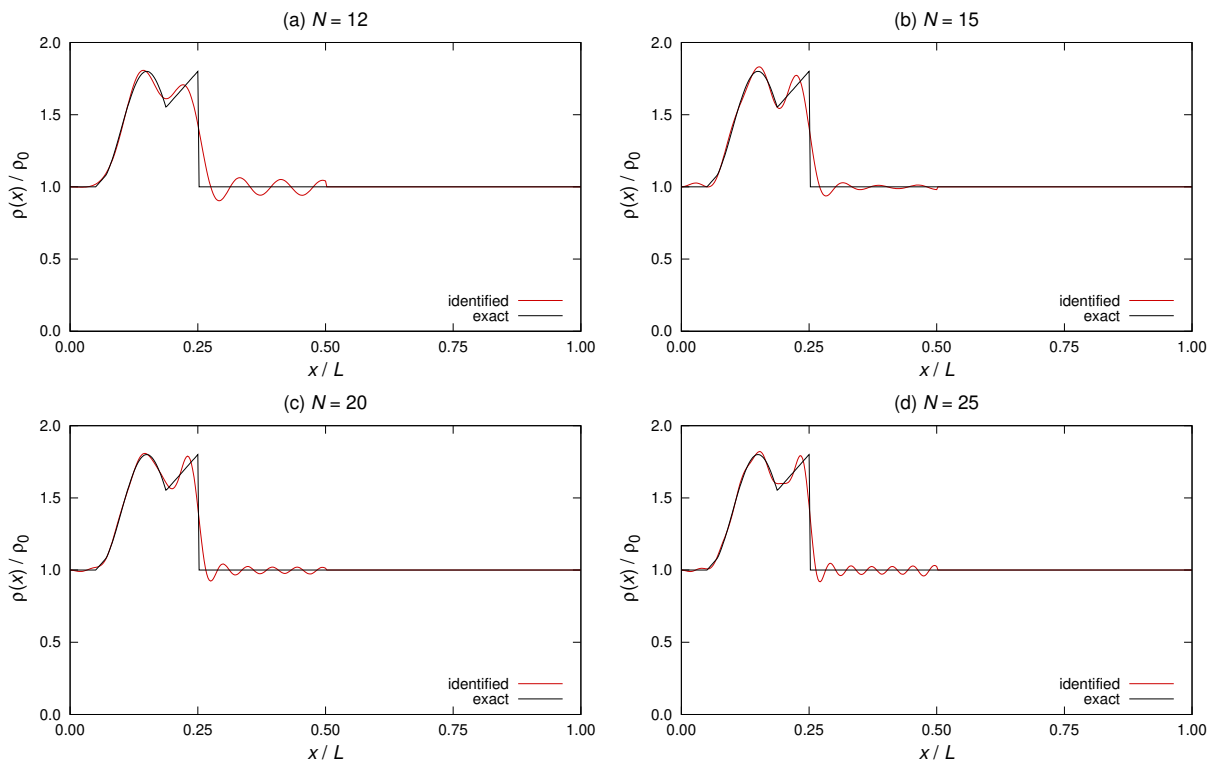 (a) N = 12
2.0
1.5
1.0
0.5
0.0
ρ(x) / ρ0
identified
exact
0.00 0.25 0.50 0.75 1.00
x / L
(b) N = 15
2.0
1.5
1.0
0.5
0.0
ρ(x) / ρ0
identified
exact
0.00 0.25 0.50 0.75 1.00
x / L
(c) N = 20
2.0
1.5
1.0
0.5
0.0
ρ(x) / ρ0
identified
exact
0.00 0.25 0.50 0.75 1.00
x / L
(d) N = 25
2.0
1.5
1.0
0.5
0.0
ρ(x) / ρ0
identified
exact
0.00 0.25 0.50 0.75 1.00
x / L